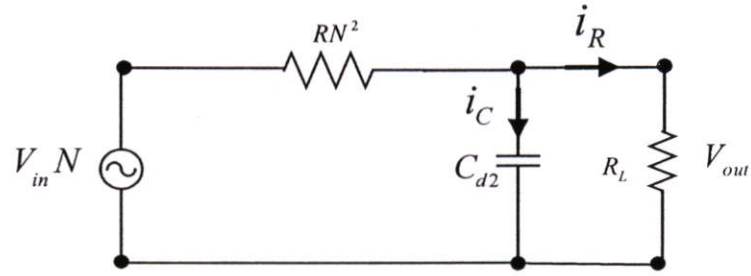 RN²
i_R
i_C
V_in N
C_d2
R_L
V_out